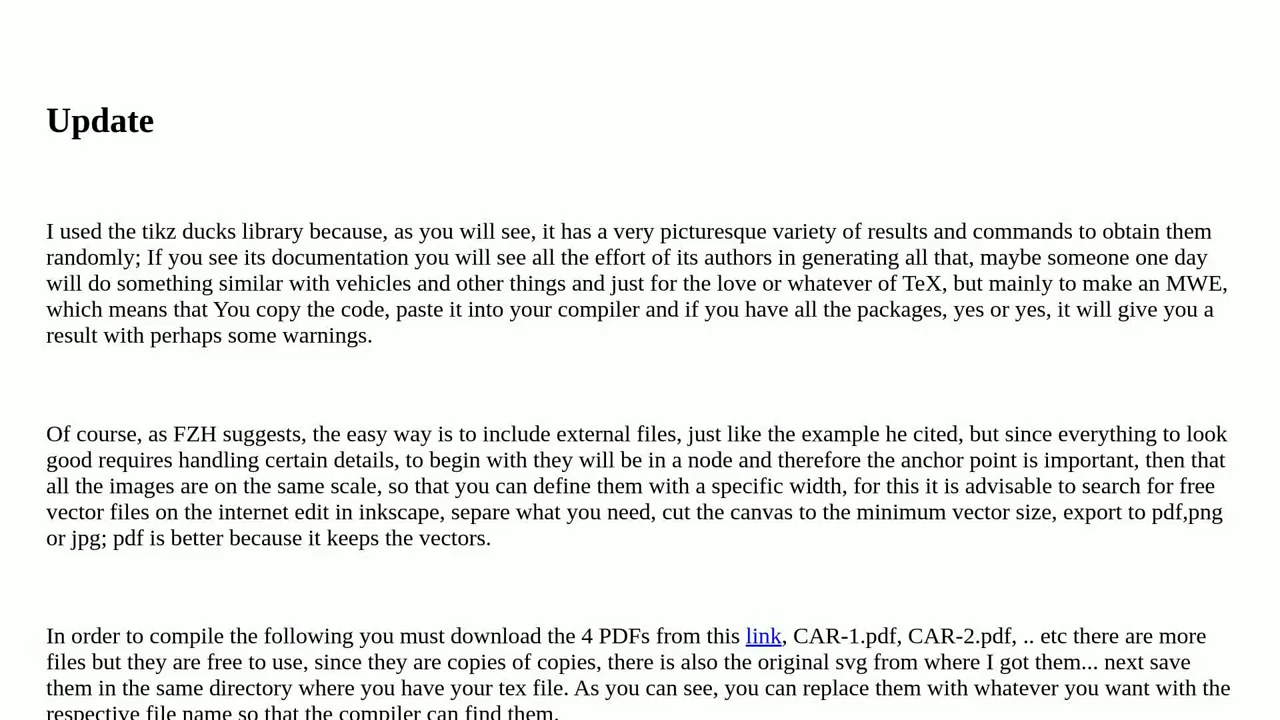 Update
I used the tikz ducks library because, as you will see, it has a very picturesque variety of results and commands to obtain them
randomly; If you see its documentation you will see all the effort of its authors in generating all that, maybe someone one day
will do something similar with vehicles and other things and just for the love or whatever of TeX, but mainly to make an MWE,
which means that You copy the code, paste it into your compiler and if you have all the packages, yes or yes, it will give you a
result with perhaps some warnings.
Of course, as FZH suggests, the easy way is to include external files, just like the example he cited, but since everything to look
good requires handling certain details, to begin with they will be in a node and therefore the anchor point is important, then that
all the images are on the same scale, so that you can define them with a specific width, for this it is advisable to search for free
vector files on the internet edit in inkscape, separe what you need, cut the canvas to the minimum vector size, export to pdf,png
or jpg; pdf is better because it keeps the vectors.
In order to compile the following you must download the 4 PDFs from this link, CAR-1.pdf, CAR-2.pdf, .. etc there are more
files but they are free to use, since they are copies of copies, there is also the original svg from where I got them... next save
them in the same directory where you have your tex file. As you can see, you can replace them with whatever you want with the
respective file name so that the compiler can find them.